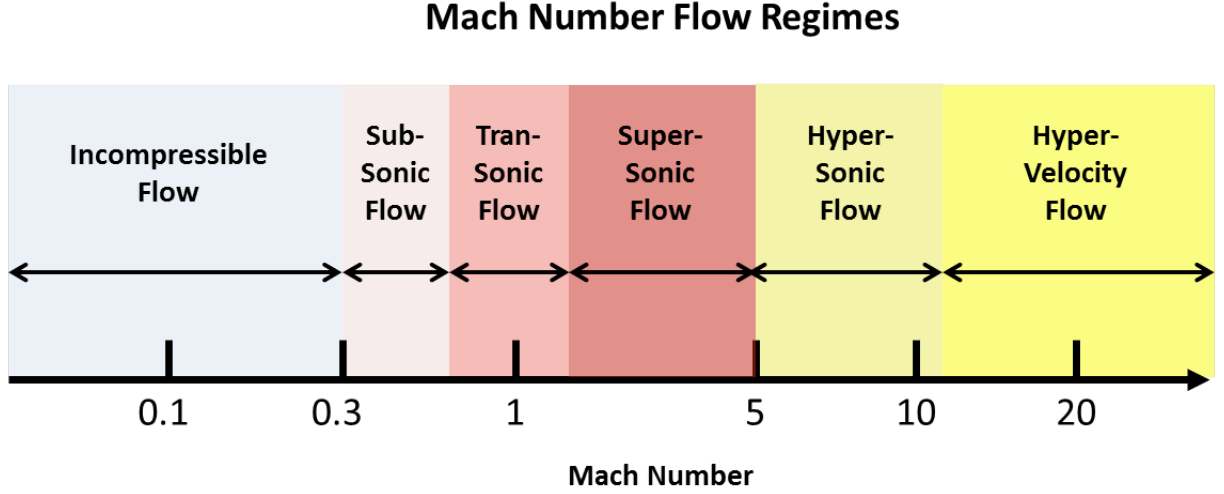 Mach Number Flow Regimes
Incompressible
Flow
Sub-
Sonic
Flow
Tran-
Sonic
Flow
Super-
Sonic
Flow
Hyper-
Sonic
Flow
Hyper-
Velocity
Flow
0.1
0.3
1
5
10
20
Mach Number